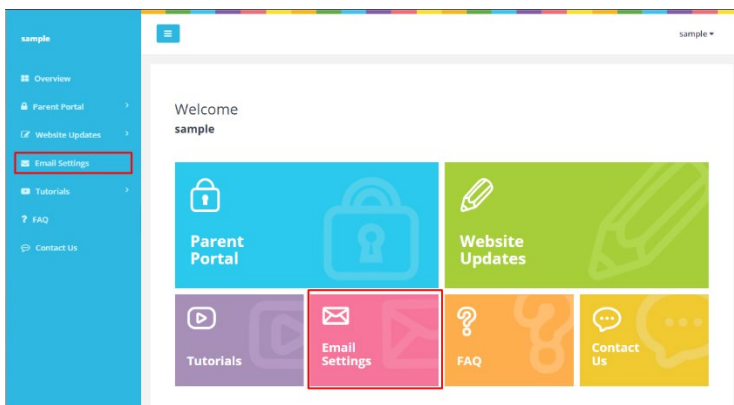 sample
Overview
Parent Portal
Website Updates
Email Settings
Tutorials
? FAQ
Contact Us
sample
Welcome
sample
Parent
Portal
Website
Updates
Tutorials
Email
Settings
FAQ
Contact
Us